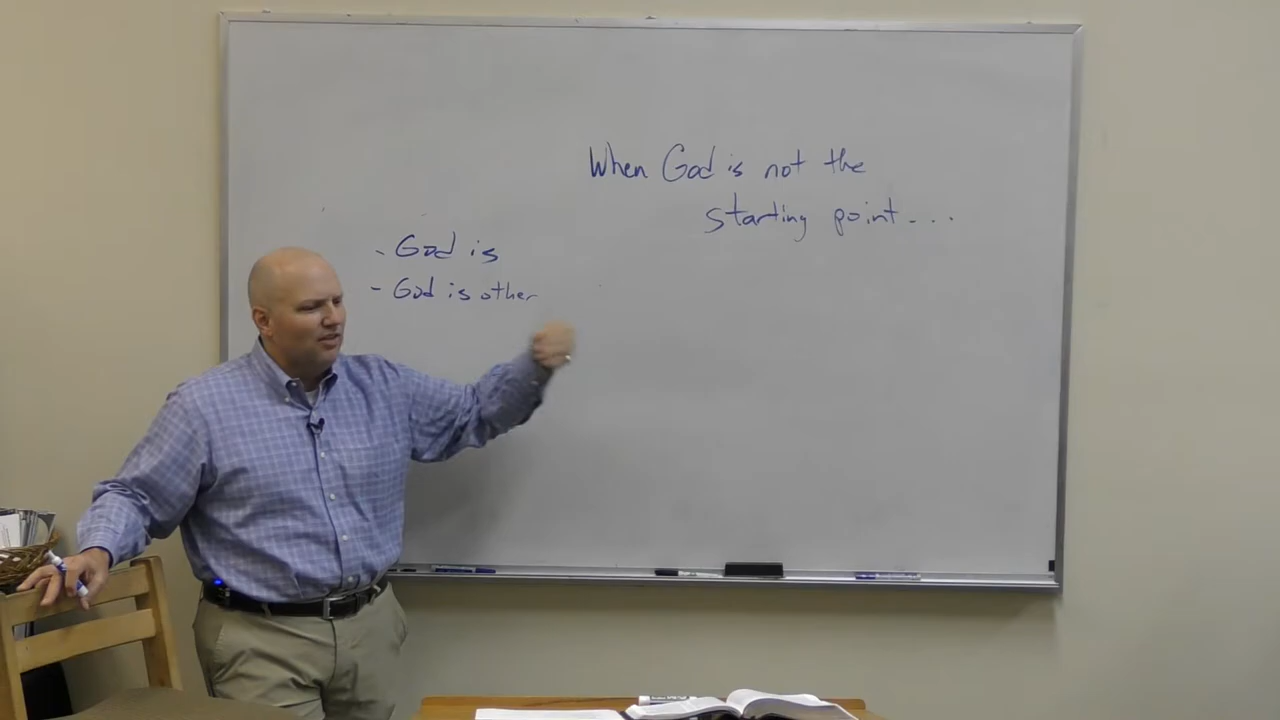 When God is not the
starting point....
- God is
- God is other